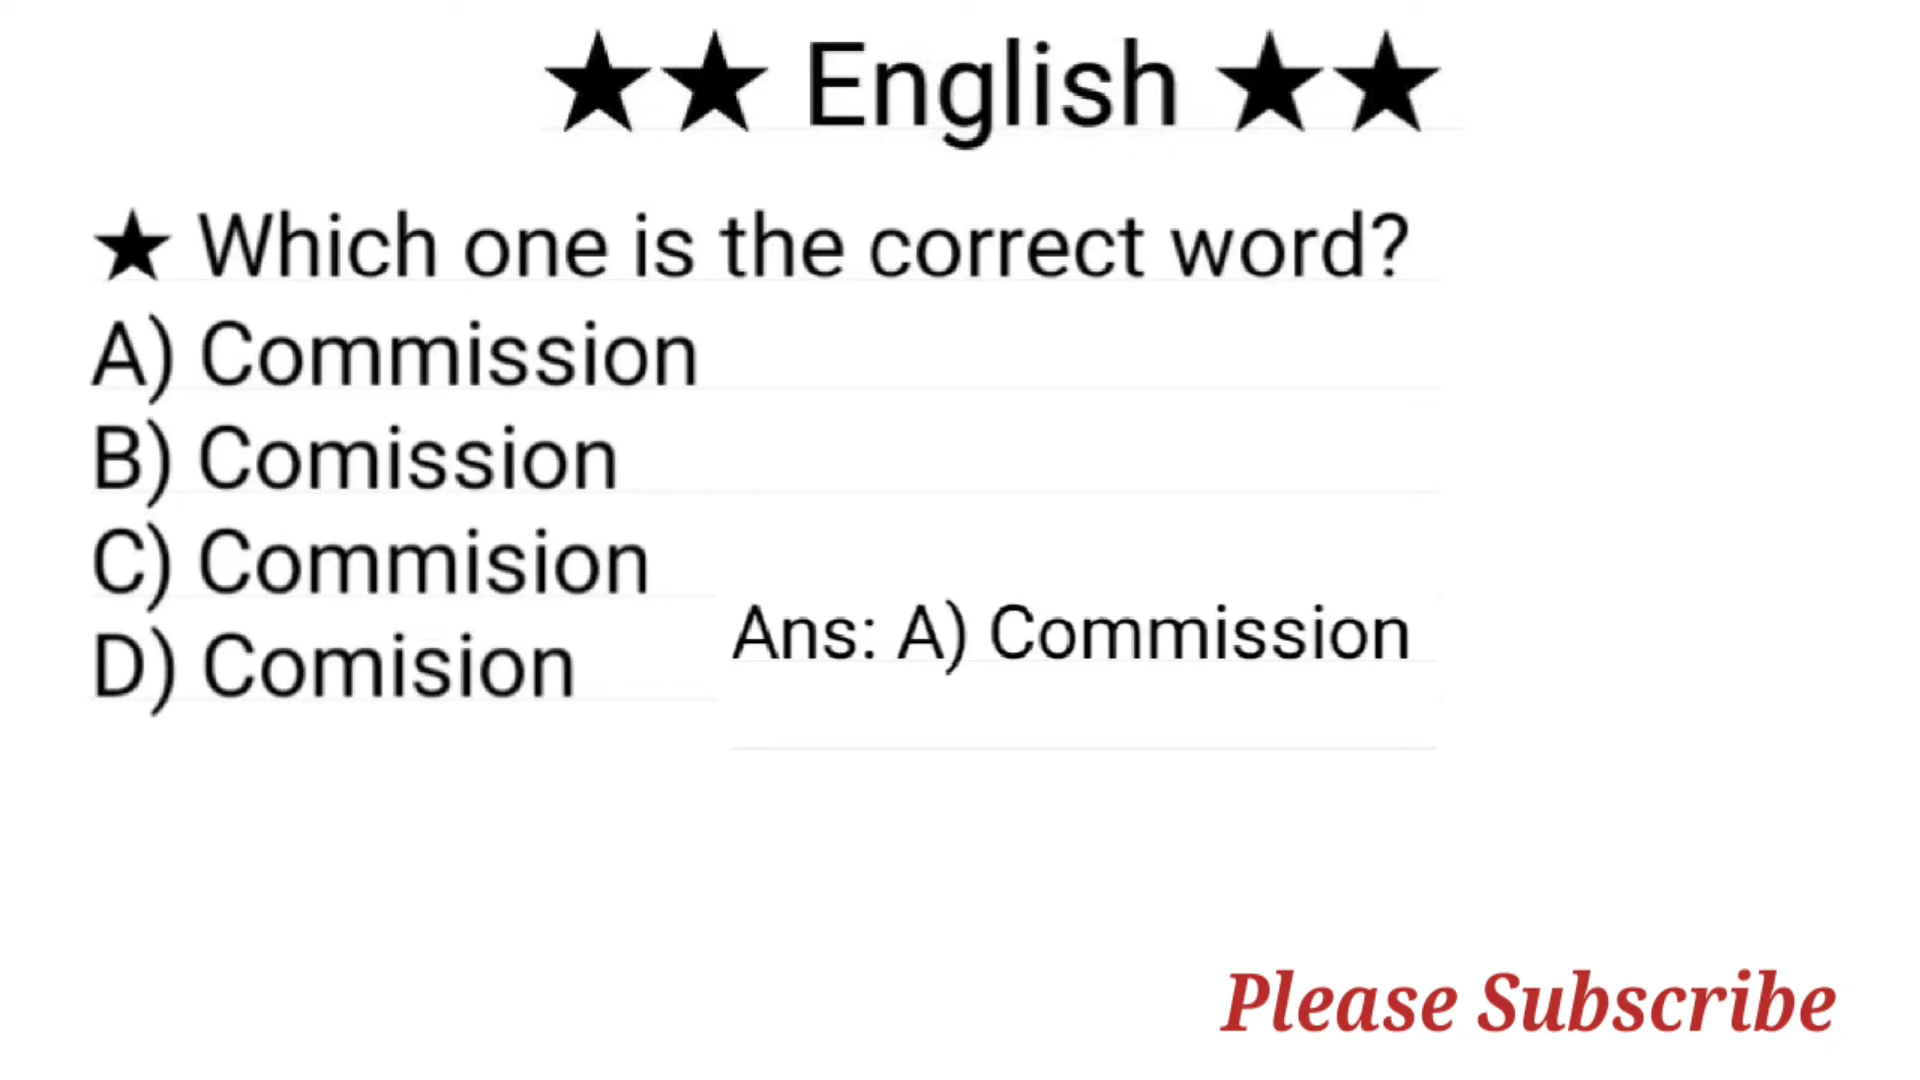 ★★ English ★★
★ Which one is the correct word?
A) Commission
B) Comission
C) Commision
D) Comision
Ans: A) Commission
Please Subscribe